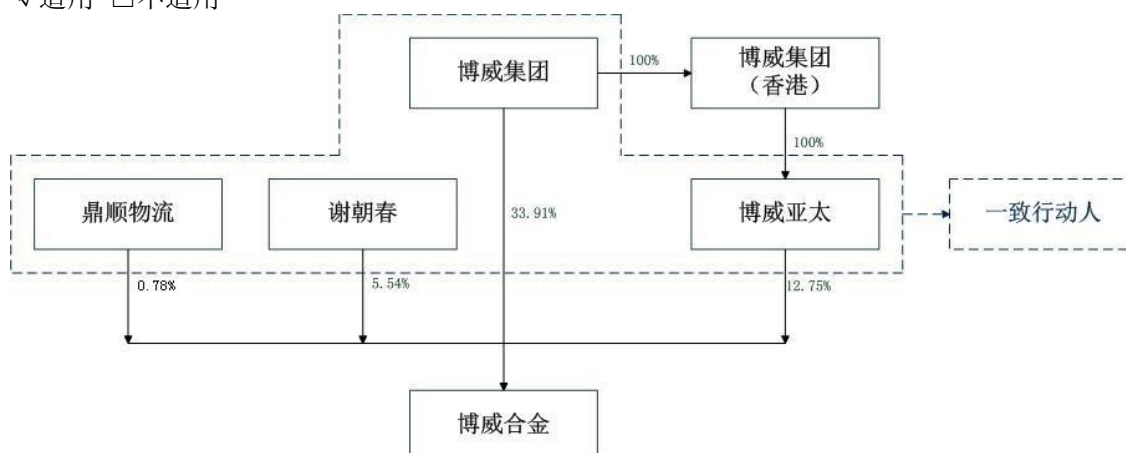 √适用 □不适用
博威集团
100%
博威集团
（香港）
100%
鼎顺物流
谢朝春
33.91%
博威亚太
一致行动人
0.78%
5.54%
12.75%
博威合金